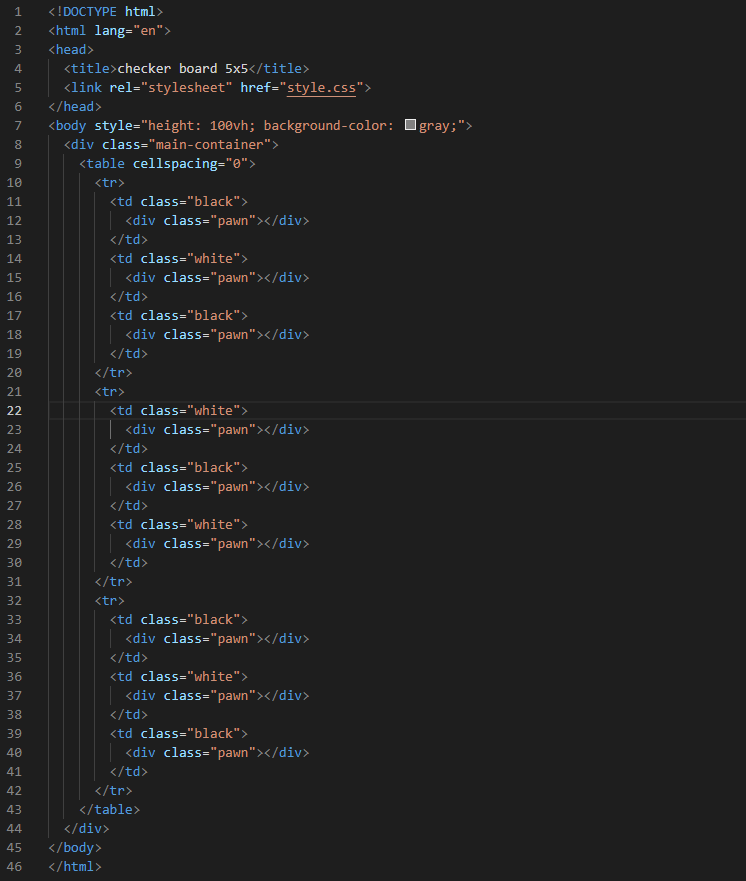 1 <!DOCTYPE html>
2 <html lang="en">
3 <head>
4   <title>checker board 5x5</title>
5   <link rel="stylesheet" href="style.css">
6 </head>
7 <body style="height: 100vh; background-color: gray;">
8   <div class="main-container">
9     <table cellspacing="0">
10       <tr>
11         <td class="black">
12           <div class="pawn"></div>
13         </td>
14         <td class="white">
15           <div class="pawn"></div>
16         </td>
17         <td class="black">
18           <div class="pawn"></div>
19         </td>
20       </tr>
21       <tr>
22         <td class="white">
23           <div class="pawn"></div>
24         </td>
25         <td class="black">
26           <div class="pawn"></div>
27         </td>
28         <td class="white">
29           <div class="pawn"></div>
30         </td>
31       </tr>
32       <tr>
33         <td class="black">
34           <div class="pawn"></div>
35         </td>
36         <td class="white">
37           <div class="pawn"></div>
38         </td>
39         <td class="black">
40           <div class="pawn"></div>
41         </td>
42       </tr>
43     </table>
44   </div>
45 </body>
46 </html>